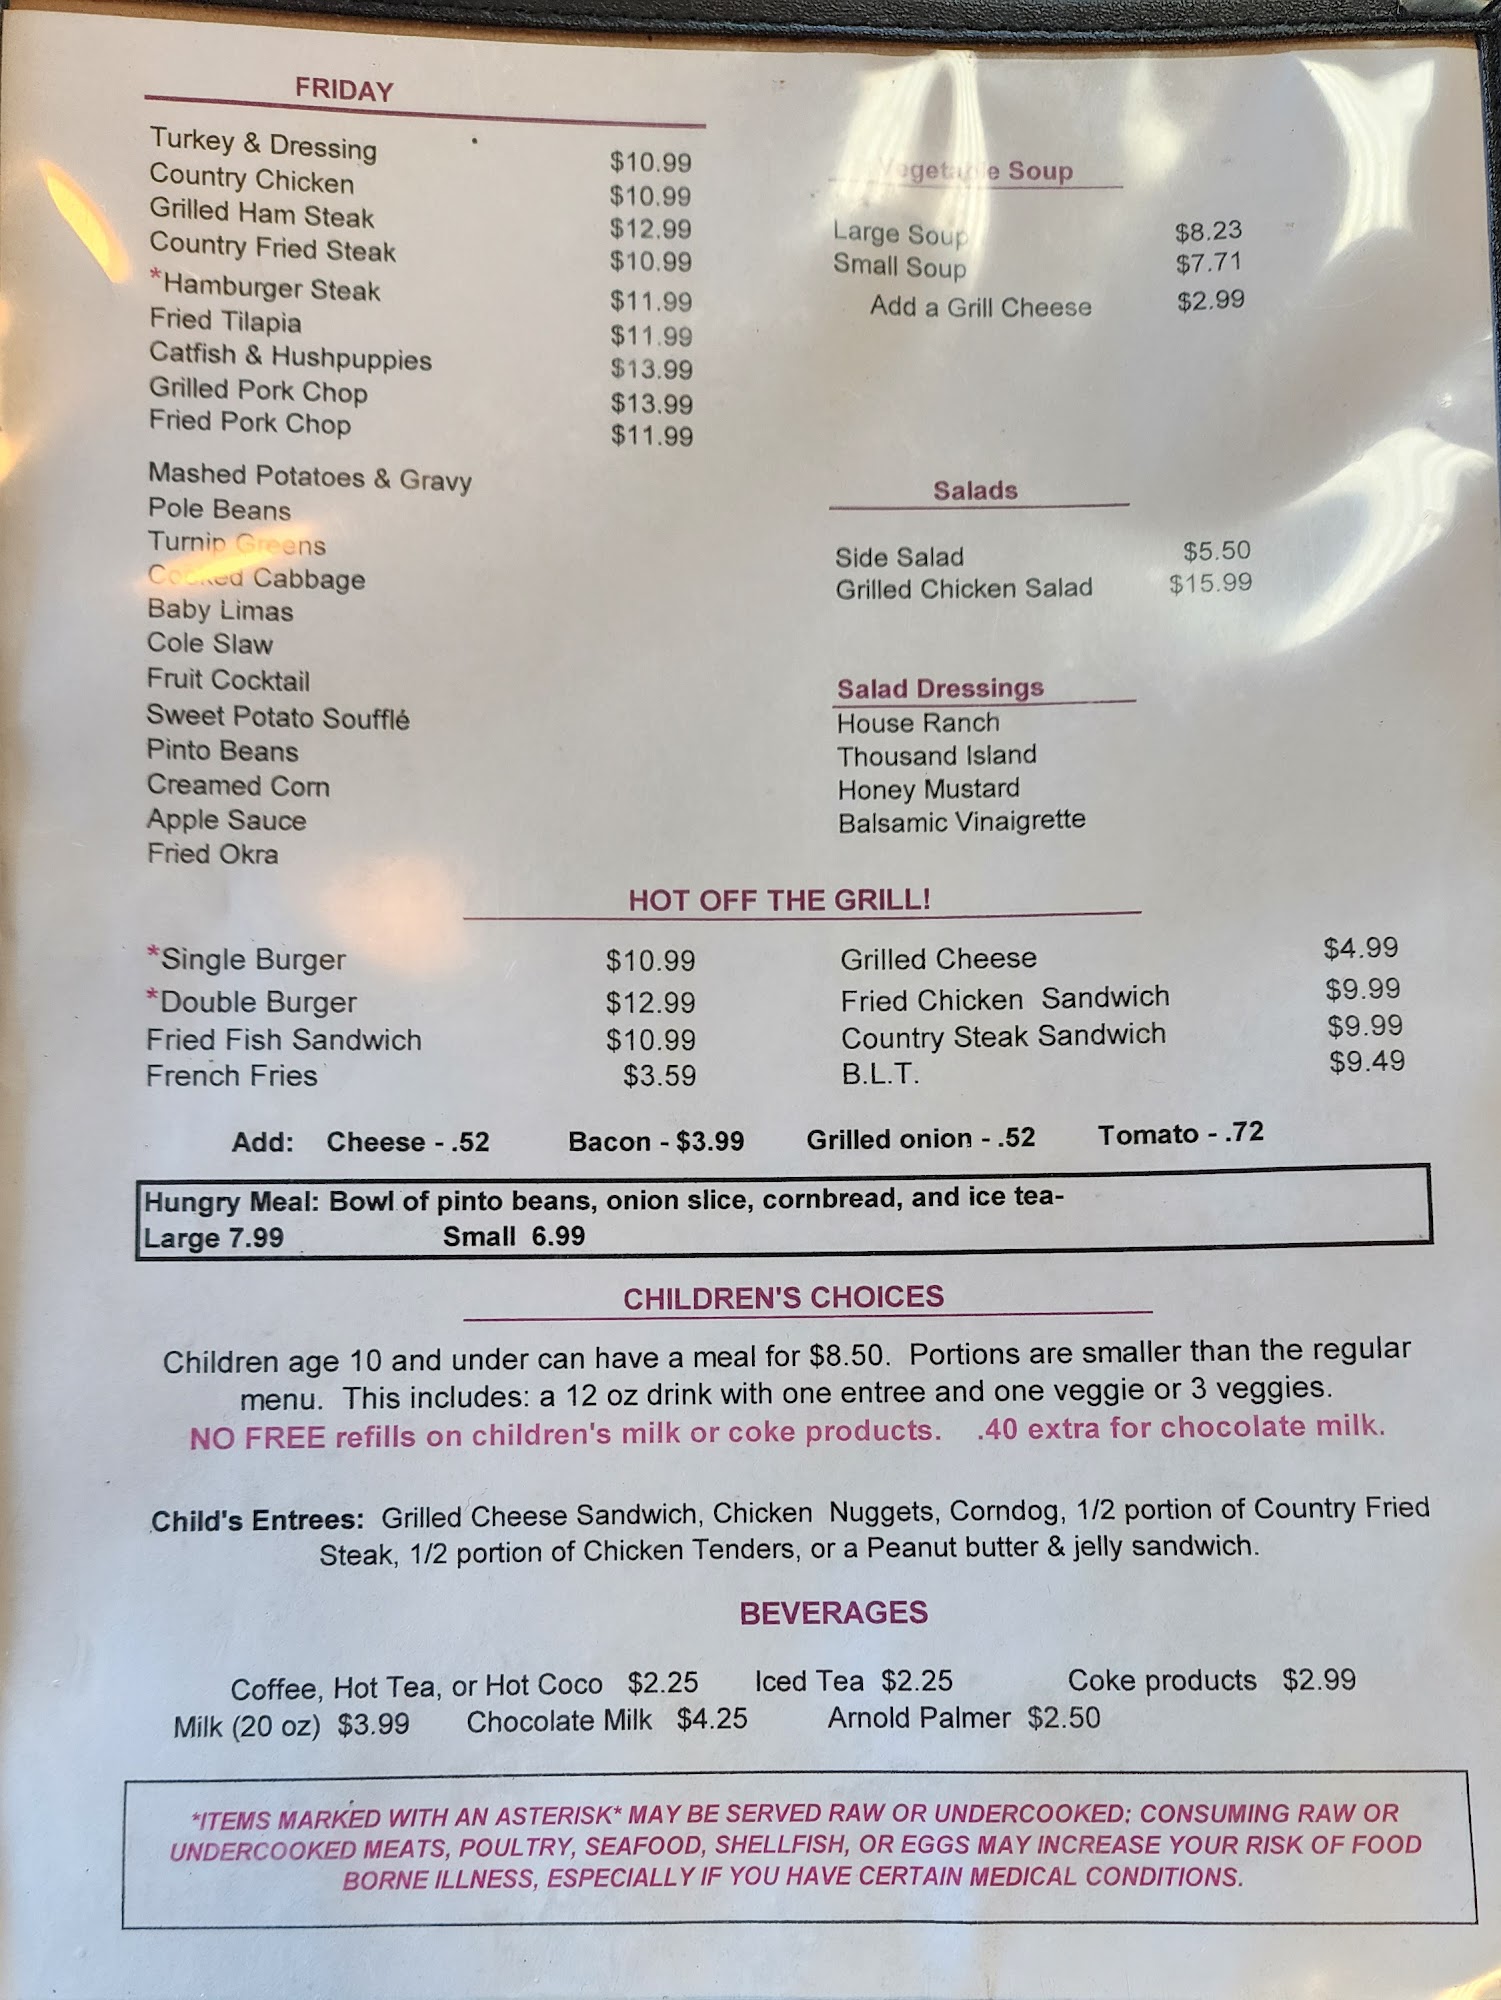 FRIDAY
Turkey & Dressing $10.99
Country Chicken $10.99
Grilled Ham Steak $12.99
Country Fried Steak $10.99
*Hamburger Steak $11.99
Fried Tilapia $11.99
Catfish & Hushpuppies $13.99
Grilled Pork Chop $13.99
Fried Pork Chop $11.99
Mashed Potatoes & Gravy
Pole Beans
Turnip Greens
Cooked Cabbage
Baby Limas
Cole Slaw
Fruit Cocktail
Sweet Potato Soufflé
Pinto Beans
Creamed Corn
Apple Sauce
Fried Okra
Vegetable Soup
Large Soup $8.23
Small Soup $7.71
Add a Grill Cheese $2.99
Salads
Side Salad $5.50
Grilled Chicken Salad $15.99
Salad Dressings
House Ranch
Thousand Island
Honey Mustard
Balsamic Vinaigrette
HOT OFF THE GRILL!
*Single Burger $10.99 Grilled Cheese $4.99
*Double Burger $12.99 Fried Chicken Sandwich $9.99
Fried Fish Sandwich $10.99 Country Steak Sandwich $9.99
French Fries $3.59 B.L.T. $9.49
Add: Cheese - .52 Bacon - $3.99 Grilled onion - .52 Tomato - .72
Hungry Meal: Bowl of pinto beans, onion slice, cornbread, and ice tea-
Large 7.99 Small 6.99
CHILDREN'S CHOICES
Children age 10 and under can have a meal for $8.50. Portions are smaller than the regular
menu. This includes: a 12 oz drink with one entree and one veggie or 3 veggies.
NO FREE refills on children's milk or coke products. .40 extra for chocolate milk.
Child's Entrees: Grilled Cheese Sandwich, Chicken Nuggets, Corndog, 1/2 portion of Country Fried
Steak, 1/2 portion of Chicken Tenders, or a Peanut butter & jelly sandwich.
BEVERAGES
Coffee, Hot Tea, or Hot Coco $2.25 Iced Tea $2.25 Coke products $2.99
Milk (20 oz) $3.99 Chocolate Milk $4.25 Arnold Palmer $2.50
*ITEMS MARKED WITH AN ASTERISK* MAY BE SERVED RAW OR UNDERCOOKED; CONSUMING RAW OR
UNDERCOOKED MEATS, POULTRY, SEAFOOD, SHELLFISH, OR EGGS MAY INCREASE YOUR RISK OF FOOD
BORNE ILLNESS, ESPECIALLY IF YOU HAVE CERTAIN MEDICAL CONDITIONS.